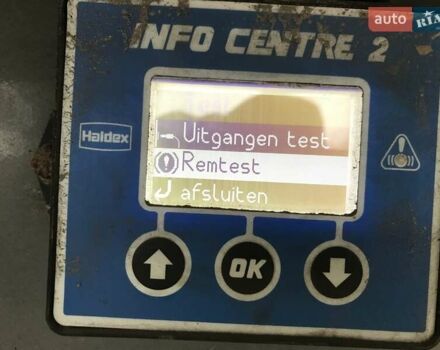 auto RIA
INFO CENTRE 2
Haldex
Uitgangen test
Remtest
afsluiten
OK